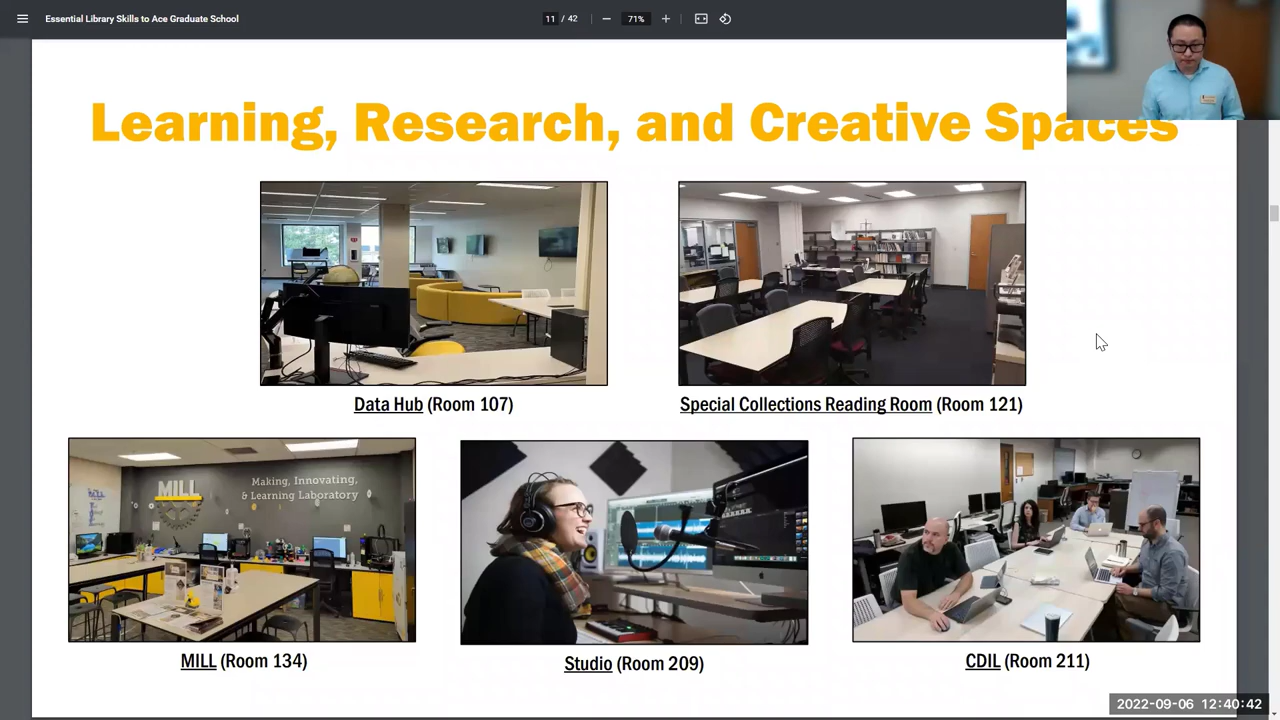 Essential Library Skills to Ace Graduate School
11 / 42
71%
Learning, Research, and Creative Spaces
Data Hub (Room 107)
Special Collections Reading Room (Room 121)
MILL
Making, Innovating,
& Learning Laboratory
MILL (Room 134)
Studio (Room 209)
CDIL (Room 211)
2022-09-06 12:40:42